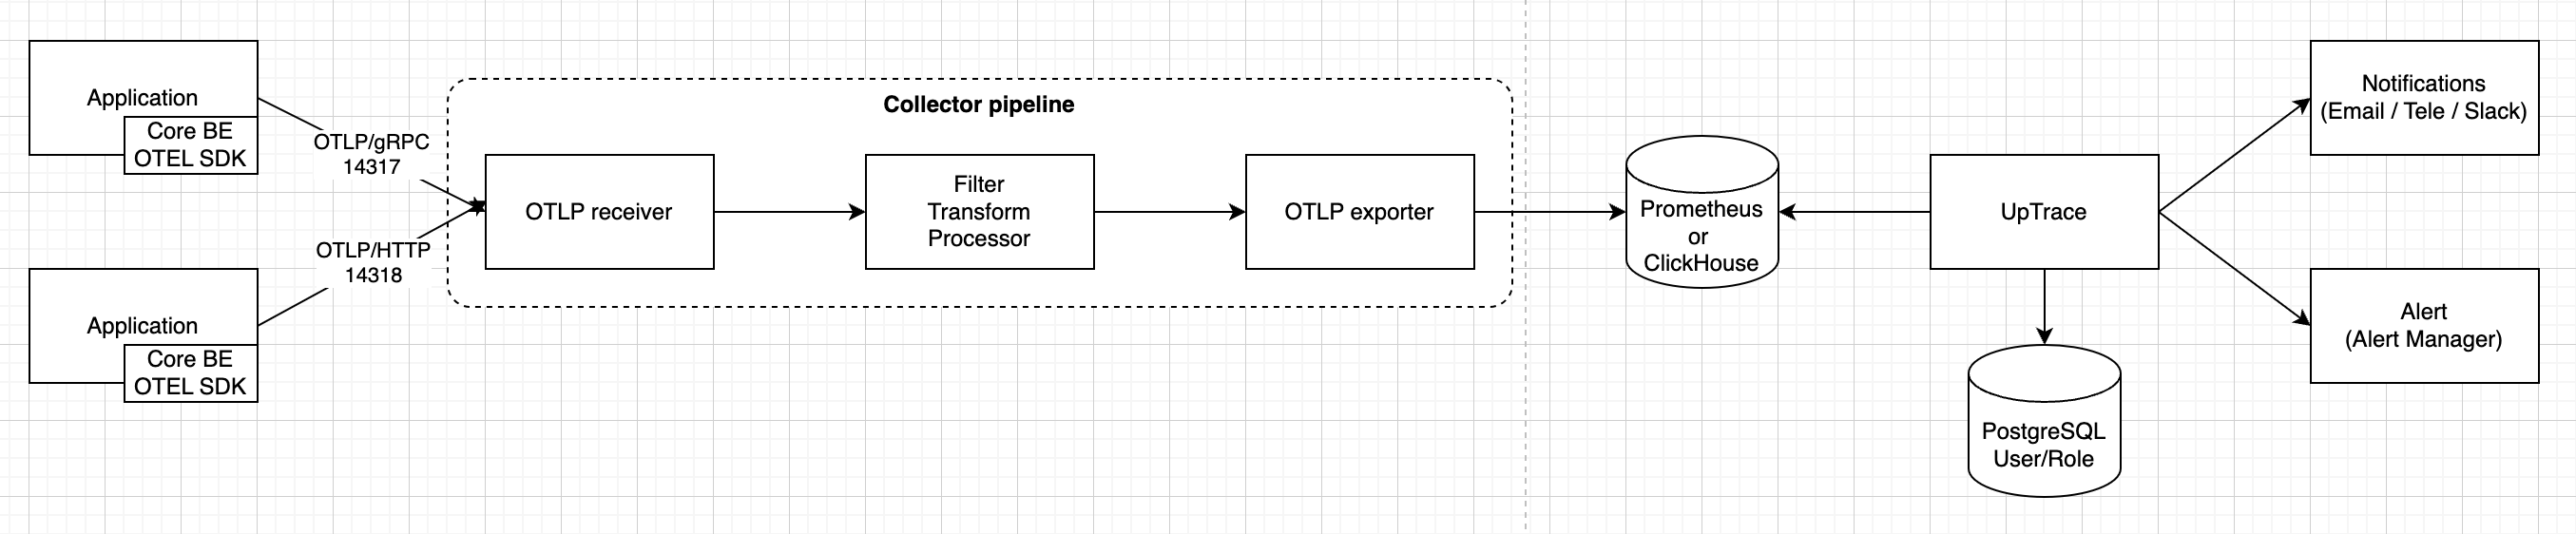 Application
Core BE
OTEL SDK
OTLP/gRPC
14317
OTLP/HTTP
14318
Application
Core BE
OTEL SDK
Collector pipeline
OTLP receiver
Filter
Transform
Processor
OTLP exporter
Prometheus
or
ClickHouse
UpTrace
PostgreSQL
User/Role
Notifications
(Email / Tele / Slack)
Alert
(Alert Manager)